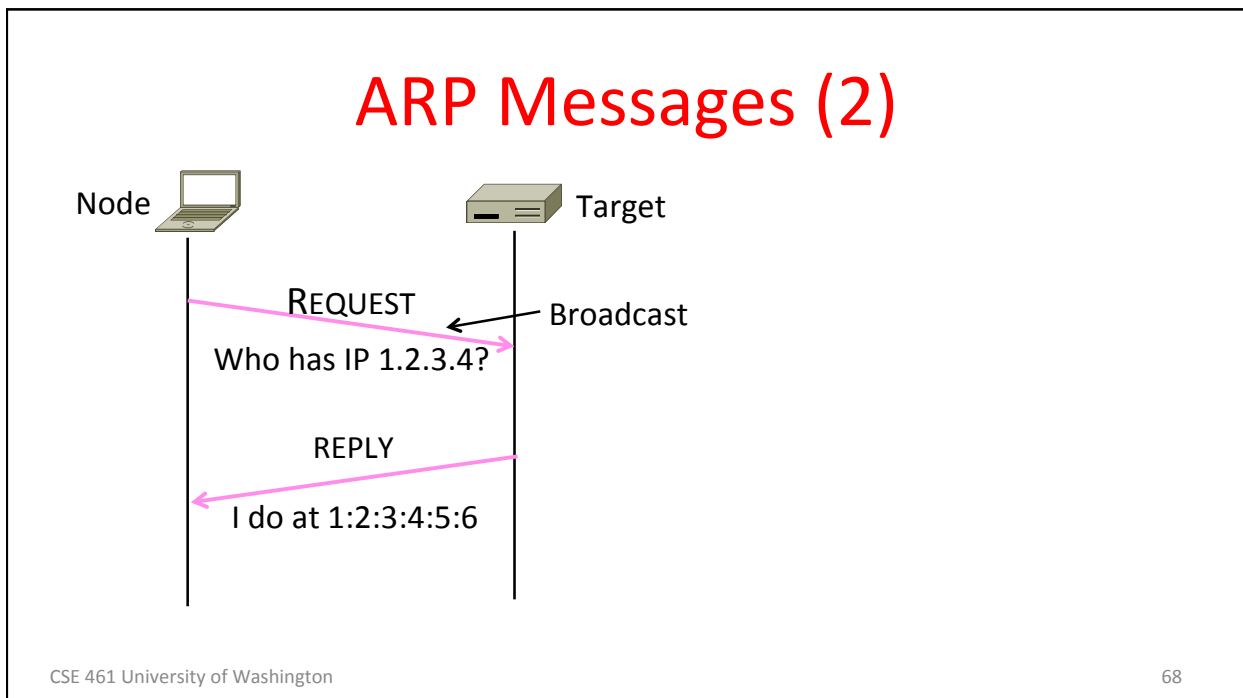 ARP Messages (2)
Node
Target
REQUEST
Broadcast
Who has IP 1.2.3.4?
REPLY
I do at 1:2:3:4:5:6
CSE 461 University of Washington
68